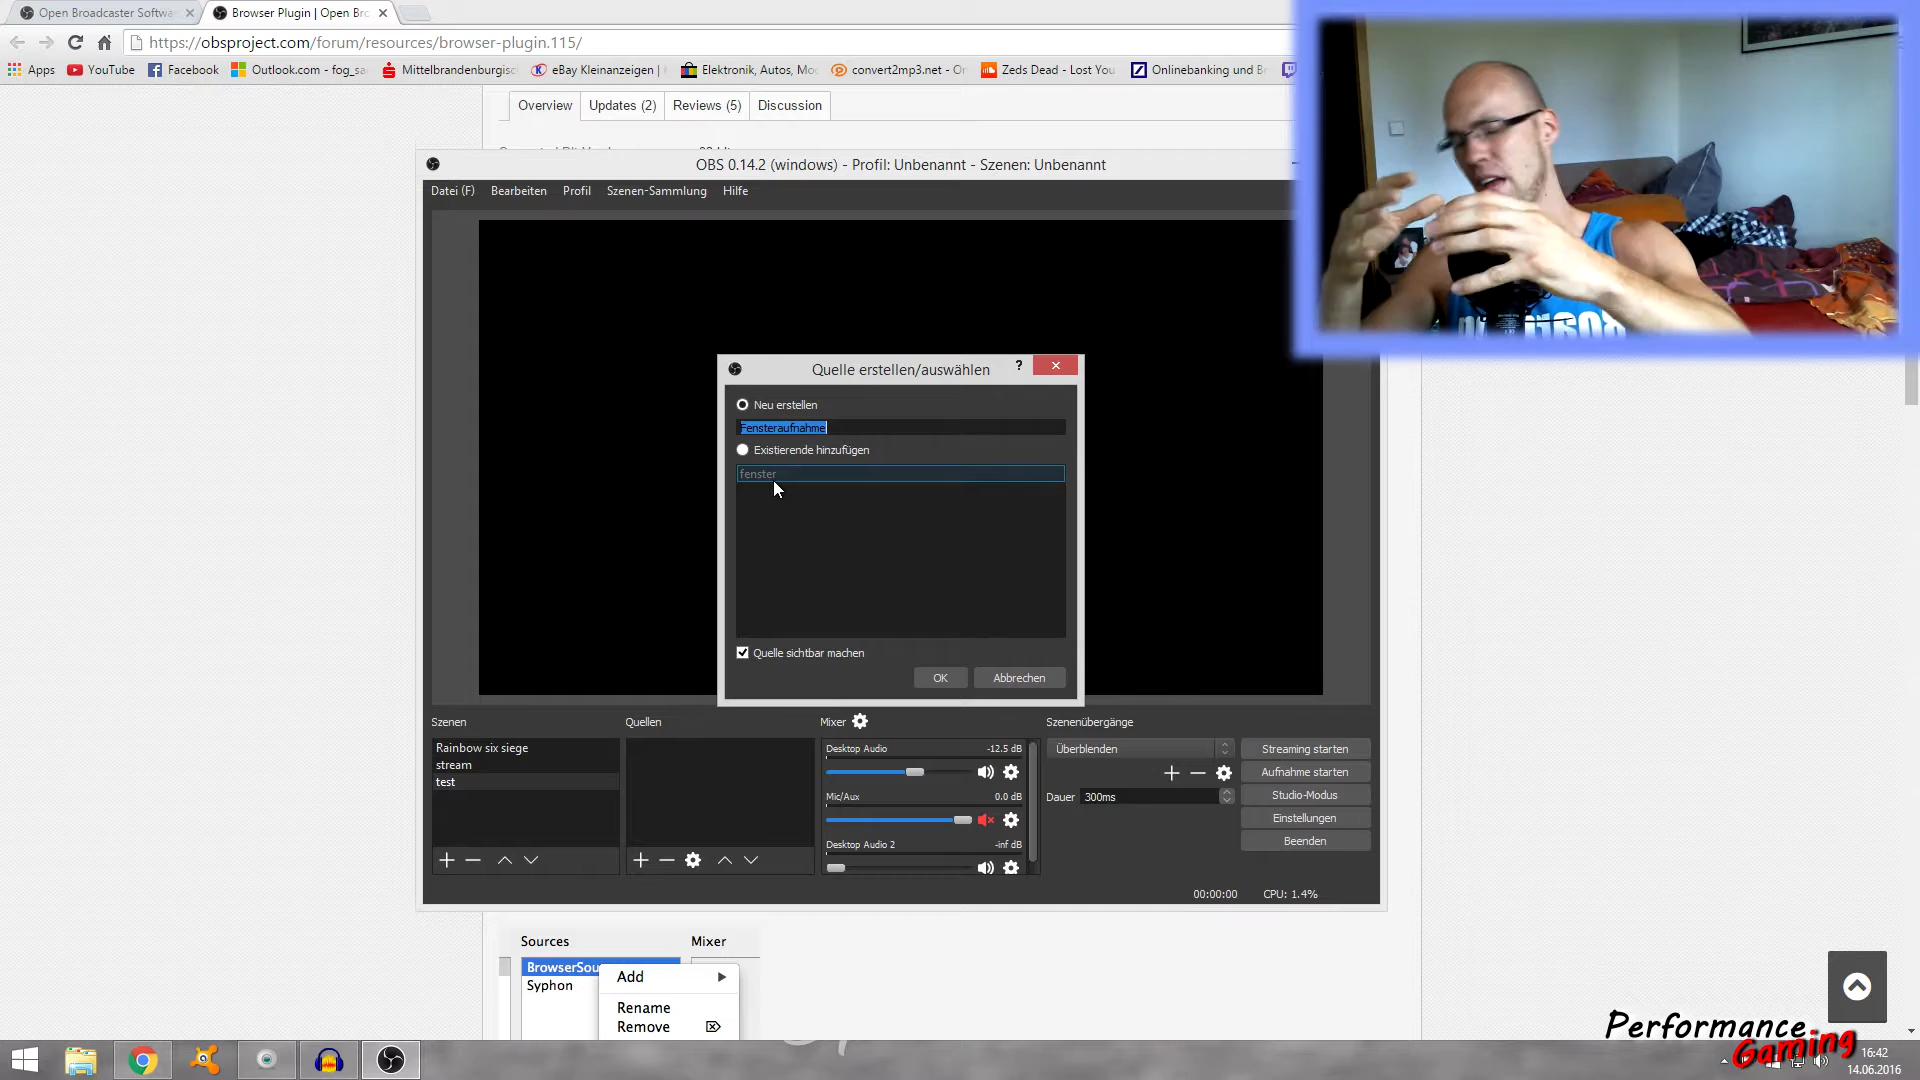 Open Broadcaster Softwa
Browser Plugin | Open Bro
https://obsproject.com/forum/resources/browser-plugin.115/
Apps
YouTube
Facebook
Outlook.com - fog_sa
Mittelbrandenburgisc
eBay Kleinanzeigen |
Elektronik, Autos, Mo
convert2mp3.net - On
Zeds Dead - Lost You
Onlinebanking und B
Overview
Updates (2)
Reviews (5)
Discussion
OBS 0.14.2 (windows) - Profil: Unbenannt - Szenen: Unbenannt
Datei (F)
Bearbeiten
Profil
Szenen-Sammlung
Hilfe
Quelle erstellen/auswählen
?
Neu erstellen
Fensteraufnahme
Existierende hinzufügen
fenster
Quelle sichtbar machen
OK
Abbrechen
Szenen
Quellen
Mixer
Szenenübergänge
Rainbow six siege
stream
test
Desktop Audio
-12.5 dB
Mic/Aux
0.0 dB
Desktop Audio 2
-inf dB
Überblenden
Dauer
300ms
Streaming starten
Aufnahme starten
Studio-Modus
Einstellungen
Beenden
00:00:00
CPU: 1.4%
Sources
Mixer
BrowserSou
Syphon
Add
Rename
Remove
Performance
Gaming
16:42
14.06.2016